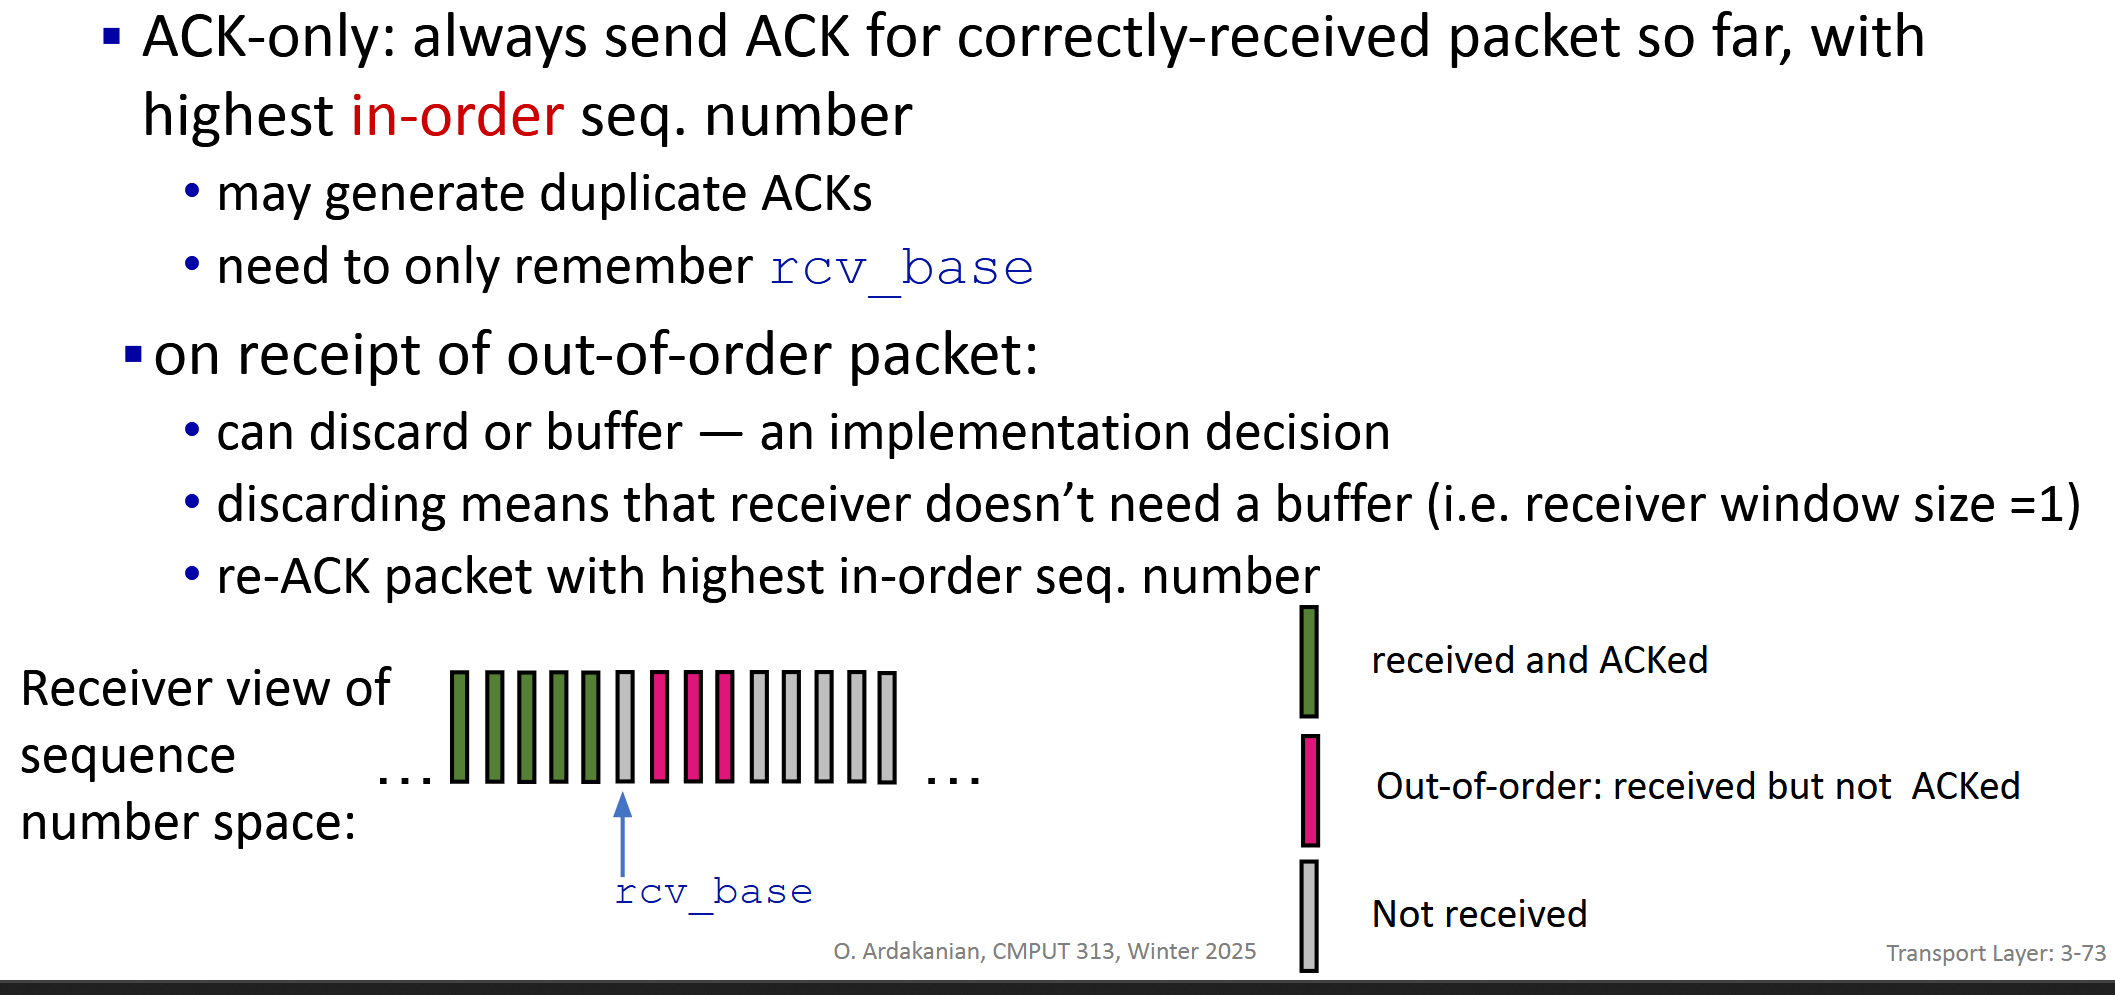 ▪ ACK-only: always send ACK for correctly-received packet so far, with
highest in-order seq. number
• may generate duplicate ACKs
• need to only remember rcv_base
▪ on receipt of out-of-order packet:
• can discard or buffer — an implementation decision
• discarding means that receiver doesn’t need a buffer (i.e. receiver window size =1)
• re-ACK packet with highest in-order seq. number
Receiver view of
sequence
number space:
... ...
rcv_base
received and ACKed
Out-of-order: received but not ACKed
Not received
O. Ardakanian, CMPUT 313, Winter 2025
Transport Layer: 3-73